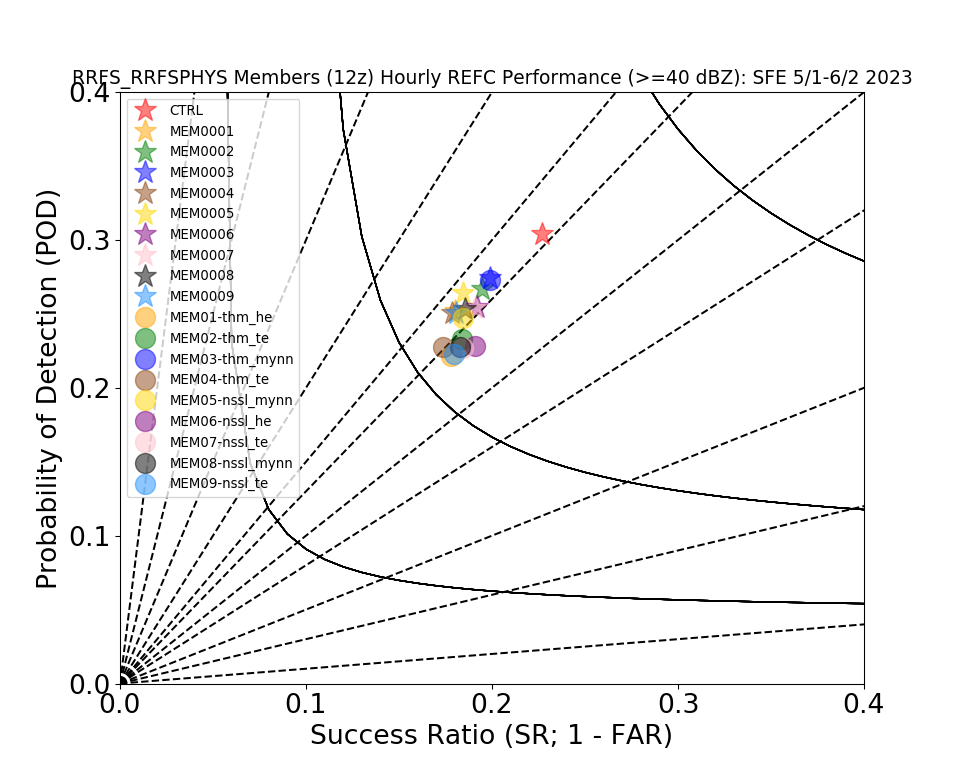 RRFS_RRFSPHYS Members (12z) Hourly REFC Performance (>=40 dBZ): SFE 5/1-6/2 2023
Probability of Detection (POD)
0.4
0.3
0.2
0.1
0.0
CTRL
MEM0001
MEM0002
MEM0003
MEM0004
MEM0005
MEM0006
MEM0007
MEM0008
MEM0009
MEM01-thm_he
MEM02-thm_te
MEM03-thm_mynn
MEM04-thm_te
MEM05-nssl_mynn
MEM06-nssl_he
MEM07-nssl_te
MEM08-nssl_mynn
MEM09-nssl_te
0.0 0.1 0.2 0.3 0.4
Success Ratio (SR; 1 - FAR)